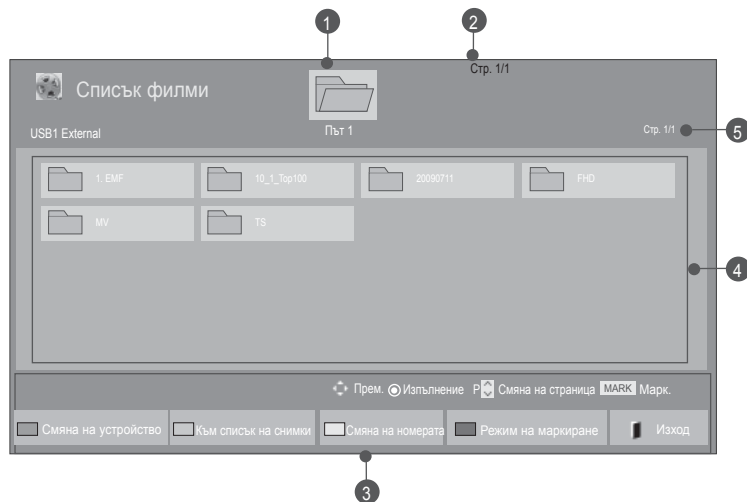 1
2
Стр. 1/1
Списък филми
USB1 External
Път 1
Стр. 1/1
5
1. EMF
10_1_Top100
20090711
FHD
MV
TS
4
Прем. Изпълнение P Смяна на страница MARK Марк.
Смяна на устройство Към списък на снимки Смяна на номерата Режим на маркиране Изход
3